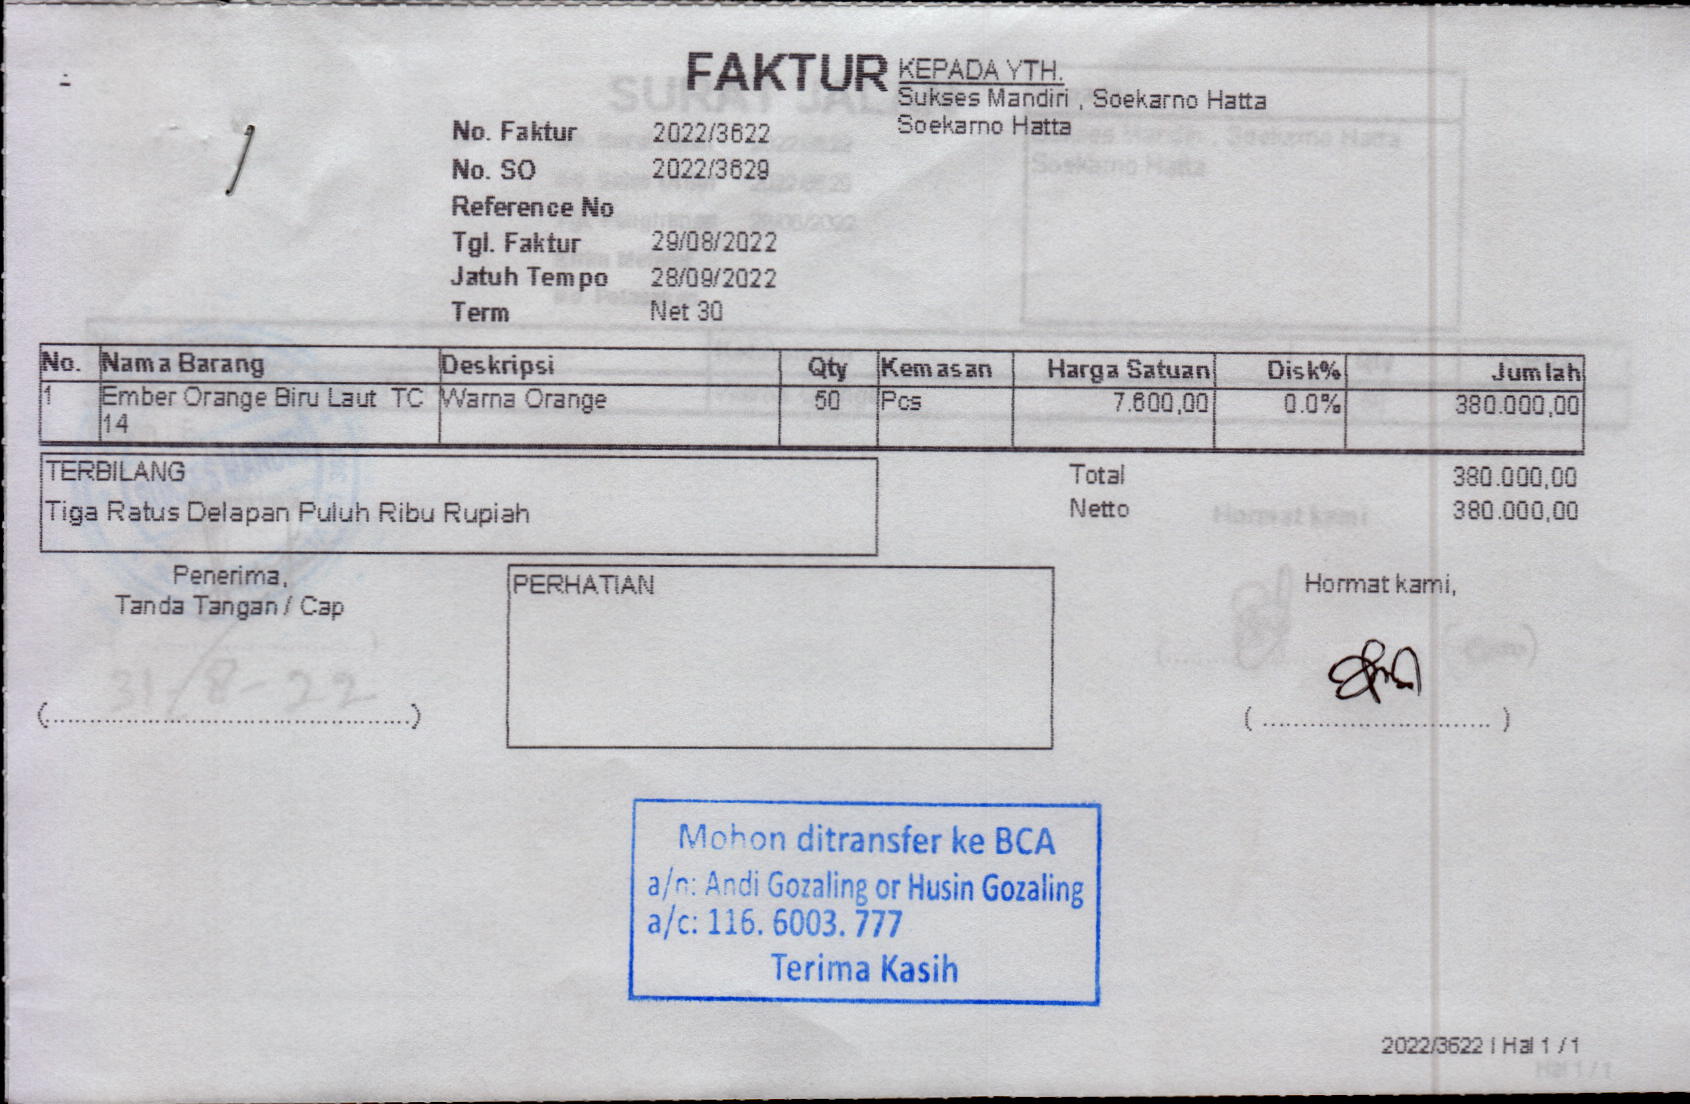 FAKTUR
KEPADA YTH.
Sukses Mandiri , Soekarno Hatta
Soekarno Hatta
No. Faktur 2022/3622
No. SO 2022/3629
Reference No
Tgl. Faktur 29/08/2022
Jatuh Tempo 28/09/2022
Term Net 30
No. Nama Barang Deskripsi Qty Kemasan Harga Satuan Disk% Jumlah
1 Ember Orange Biru Laut TC Warna Orange 50 Pcs 7.600,00 0.0% 380.000,00
14
TERBILANG
Tiga Ratus Delapan Puluh Ribu Rupiah
Total 380.000,00
Netto 380.000,00
Penerima,
Tanda Tangan / Cap
31/8-22
(................................................)
PERHATIAN
Hormat kami,
( .............................. )
Mohon ditransfer ke BCA
a/n: Andi Gozaling or Husin Gozaling
a/c: 116. 6003. 777
Terima Kasih
2022/3622 | Hal 1 / 1